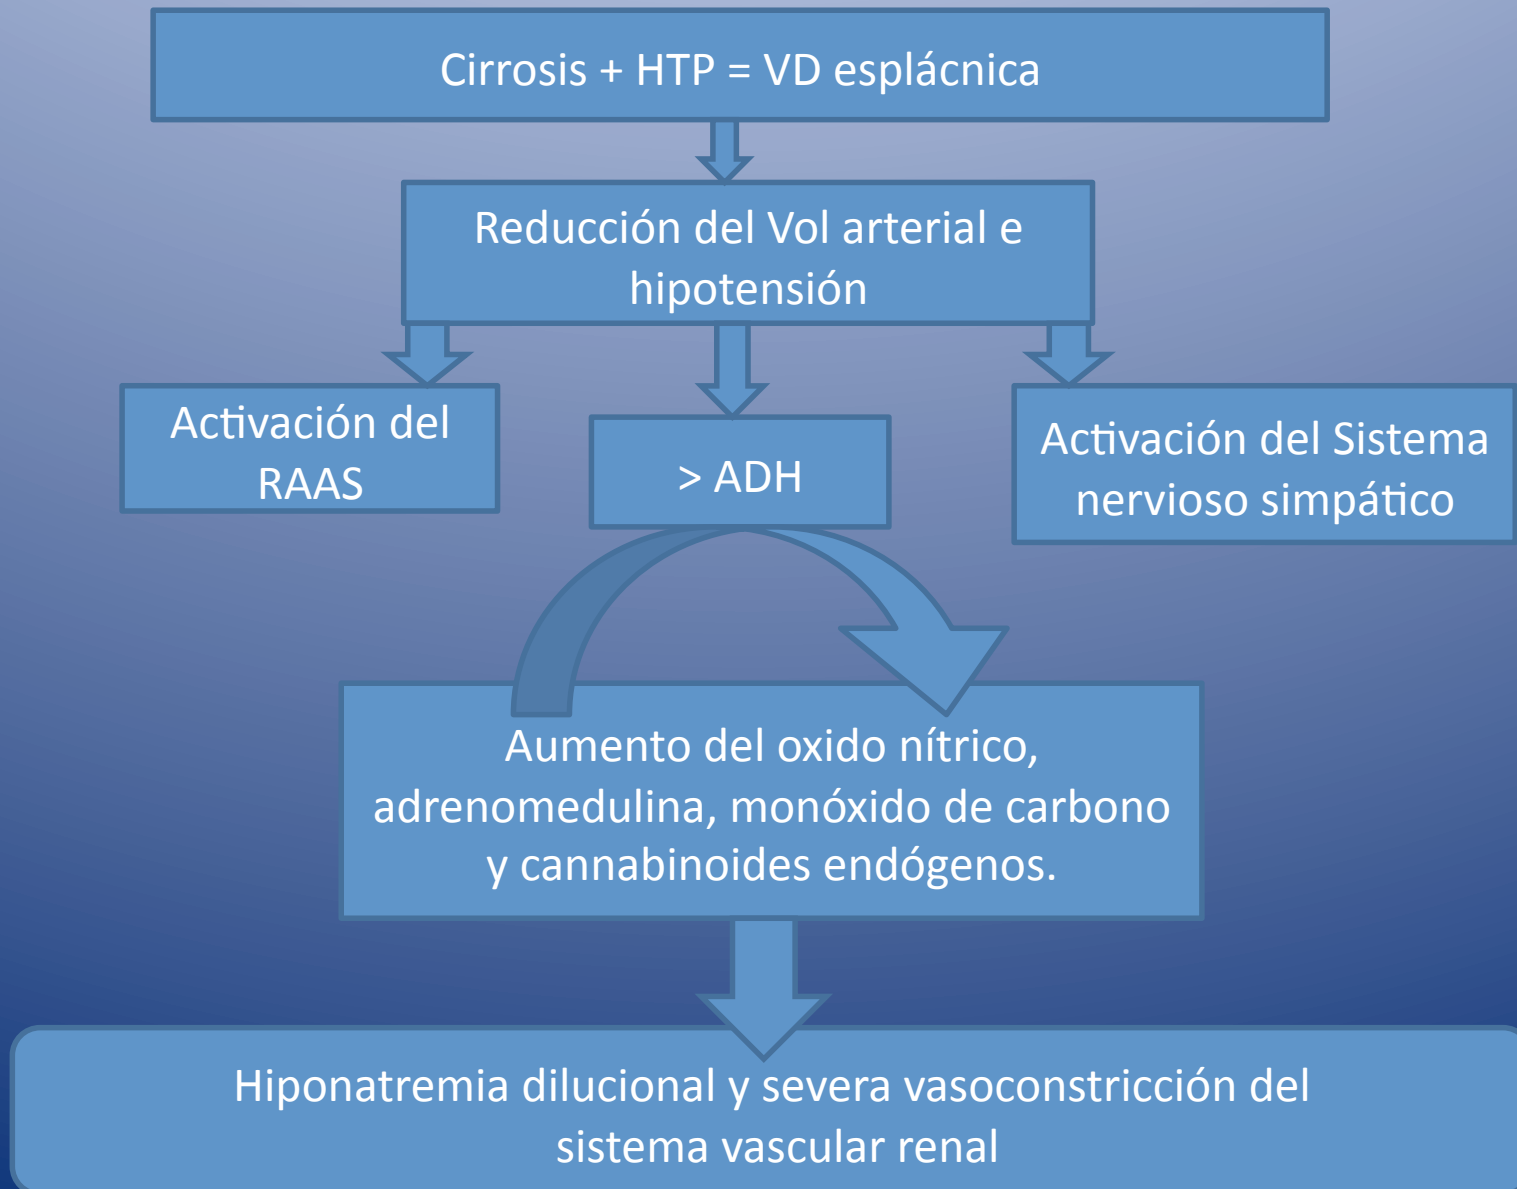 Cirrosis + HTP = VD esplácnica
Reducción del Vol arterial e
hipotensión
Activación del
RAAS
> ADH
Activación del Sistema
nervioso simpático
Aumento del oxido nítrico,
adrenomedulina, monóxido de carbono
y cannabinoides endógenos.
Hiponatremia dilucional y severa vasoconstricción del
sistema vascular renal